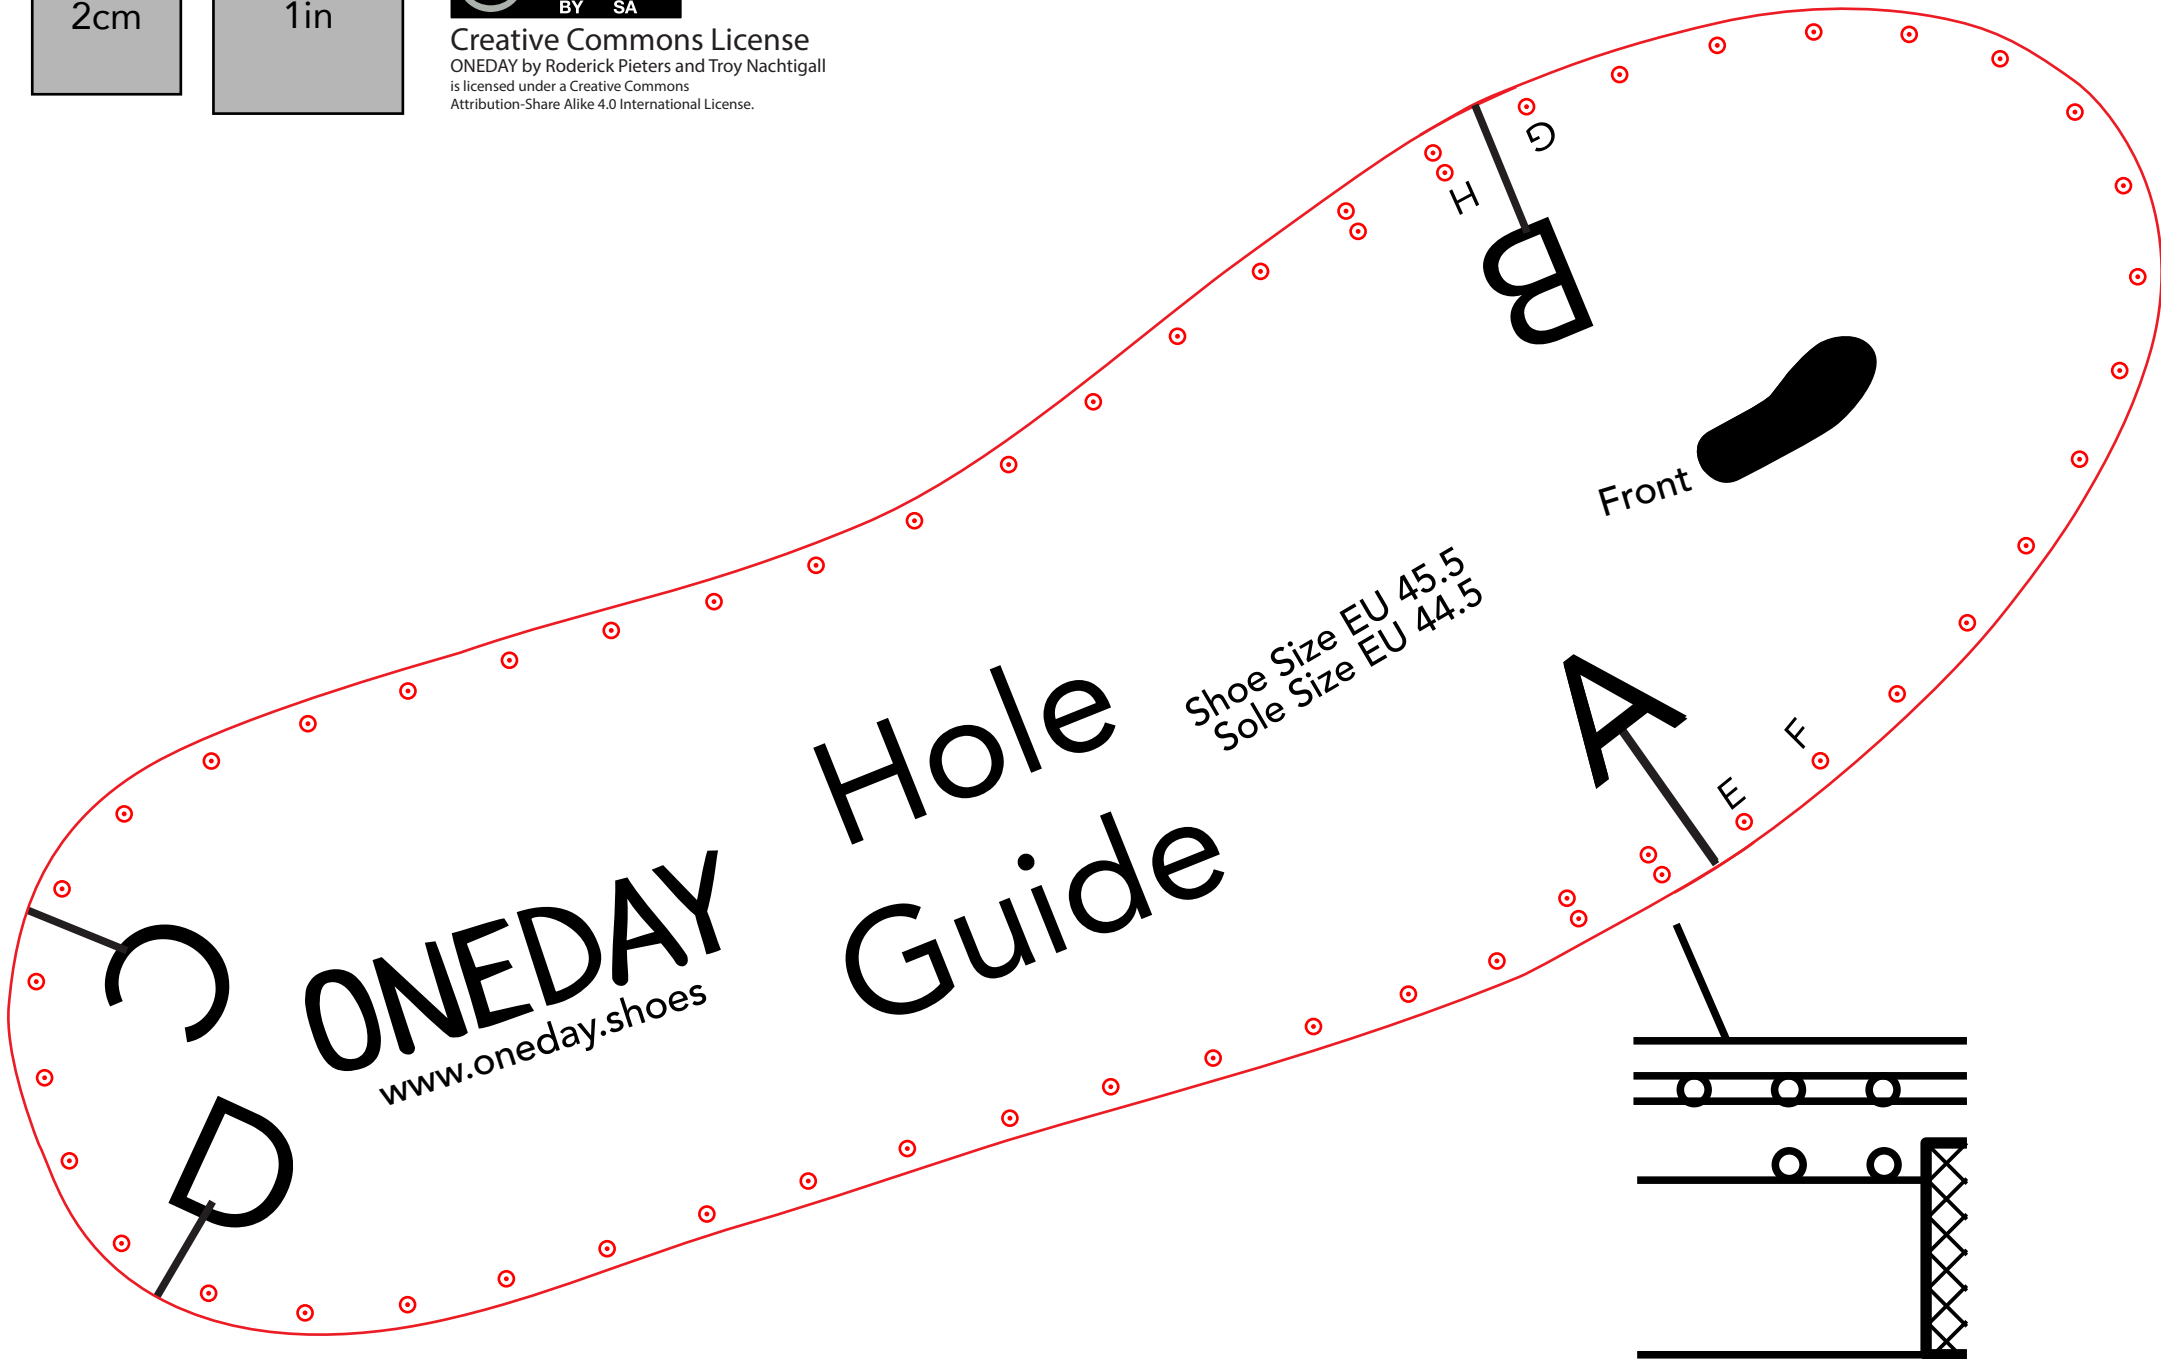 2cm
1in
BY SA
Creative Commons License
ONEDAY by Roderick Pieters and Troy Nachtigall
is licensed under a Creative Commons
Attribution-Share Alike 4.0 International License.
G
H
B
Front
Shoe Size EU 45.5
Sole Size EU 44.5
A
F
E
Hole
Guide
ONEDAY
www.oneday.shoes
C
D